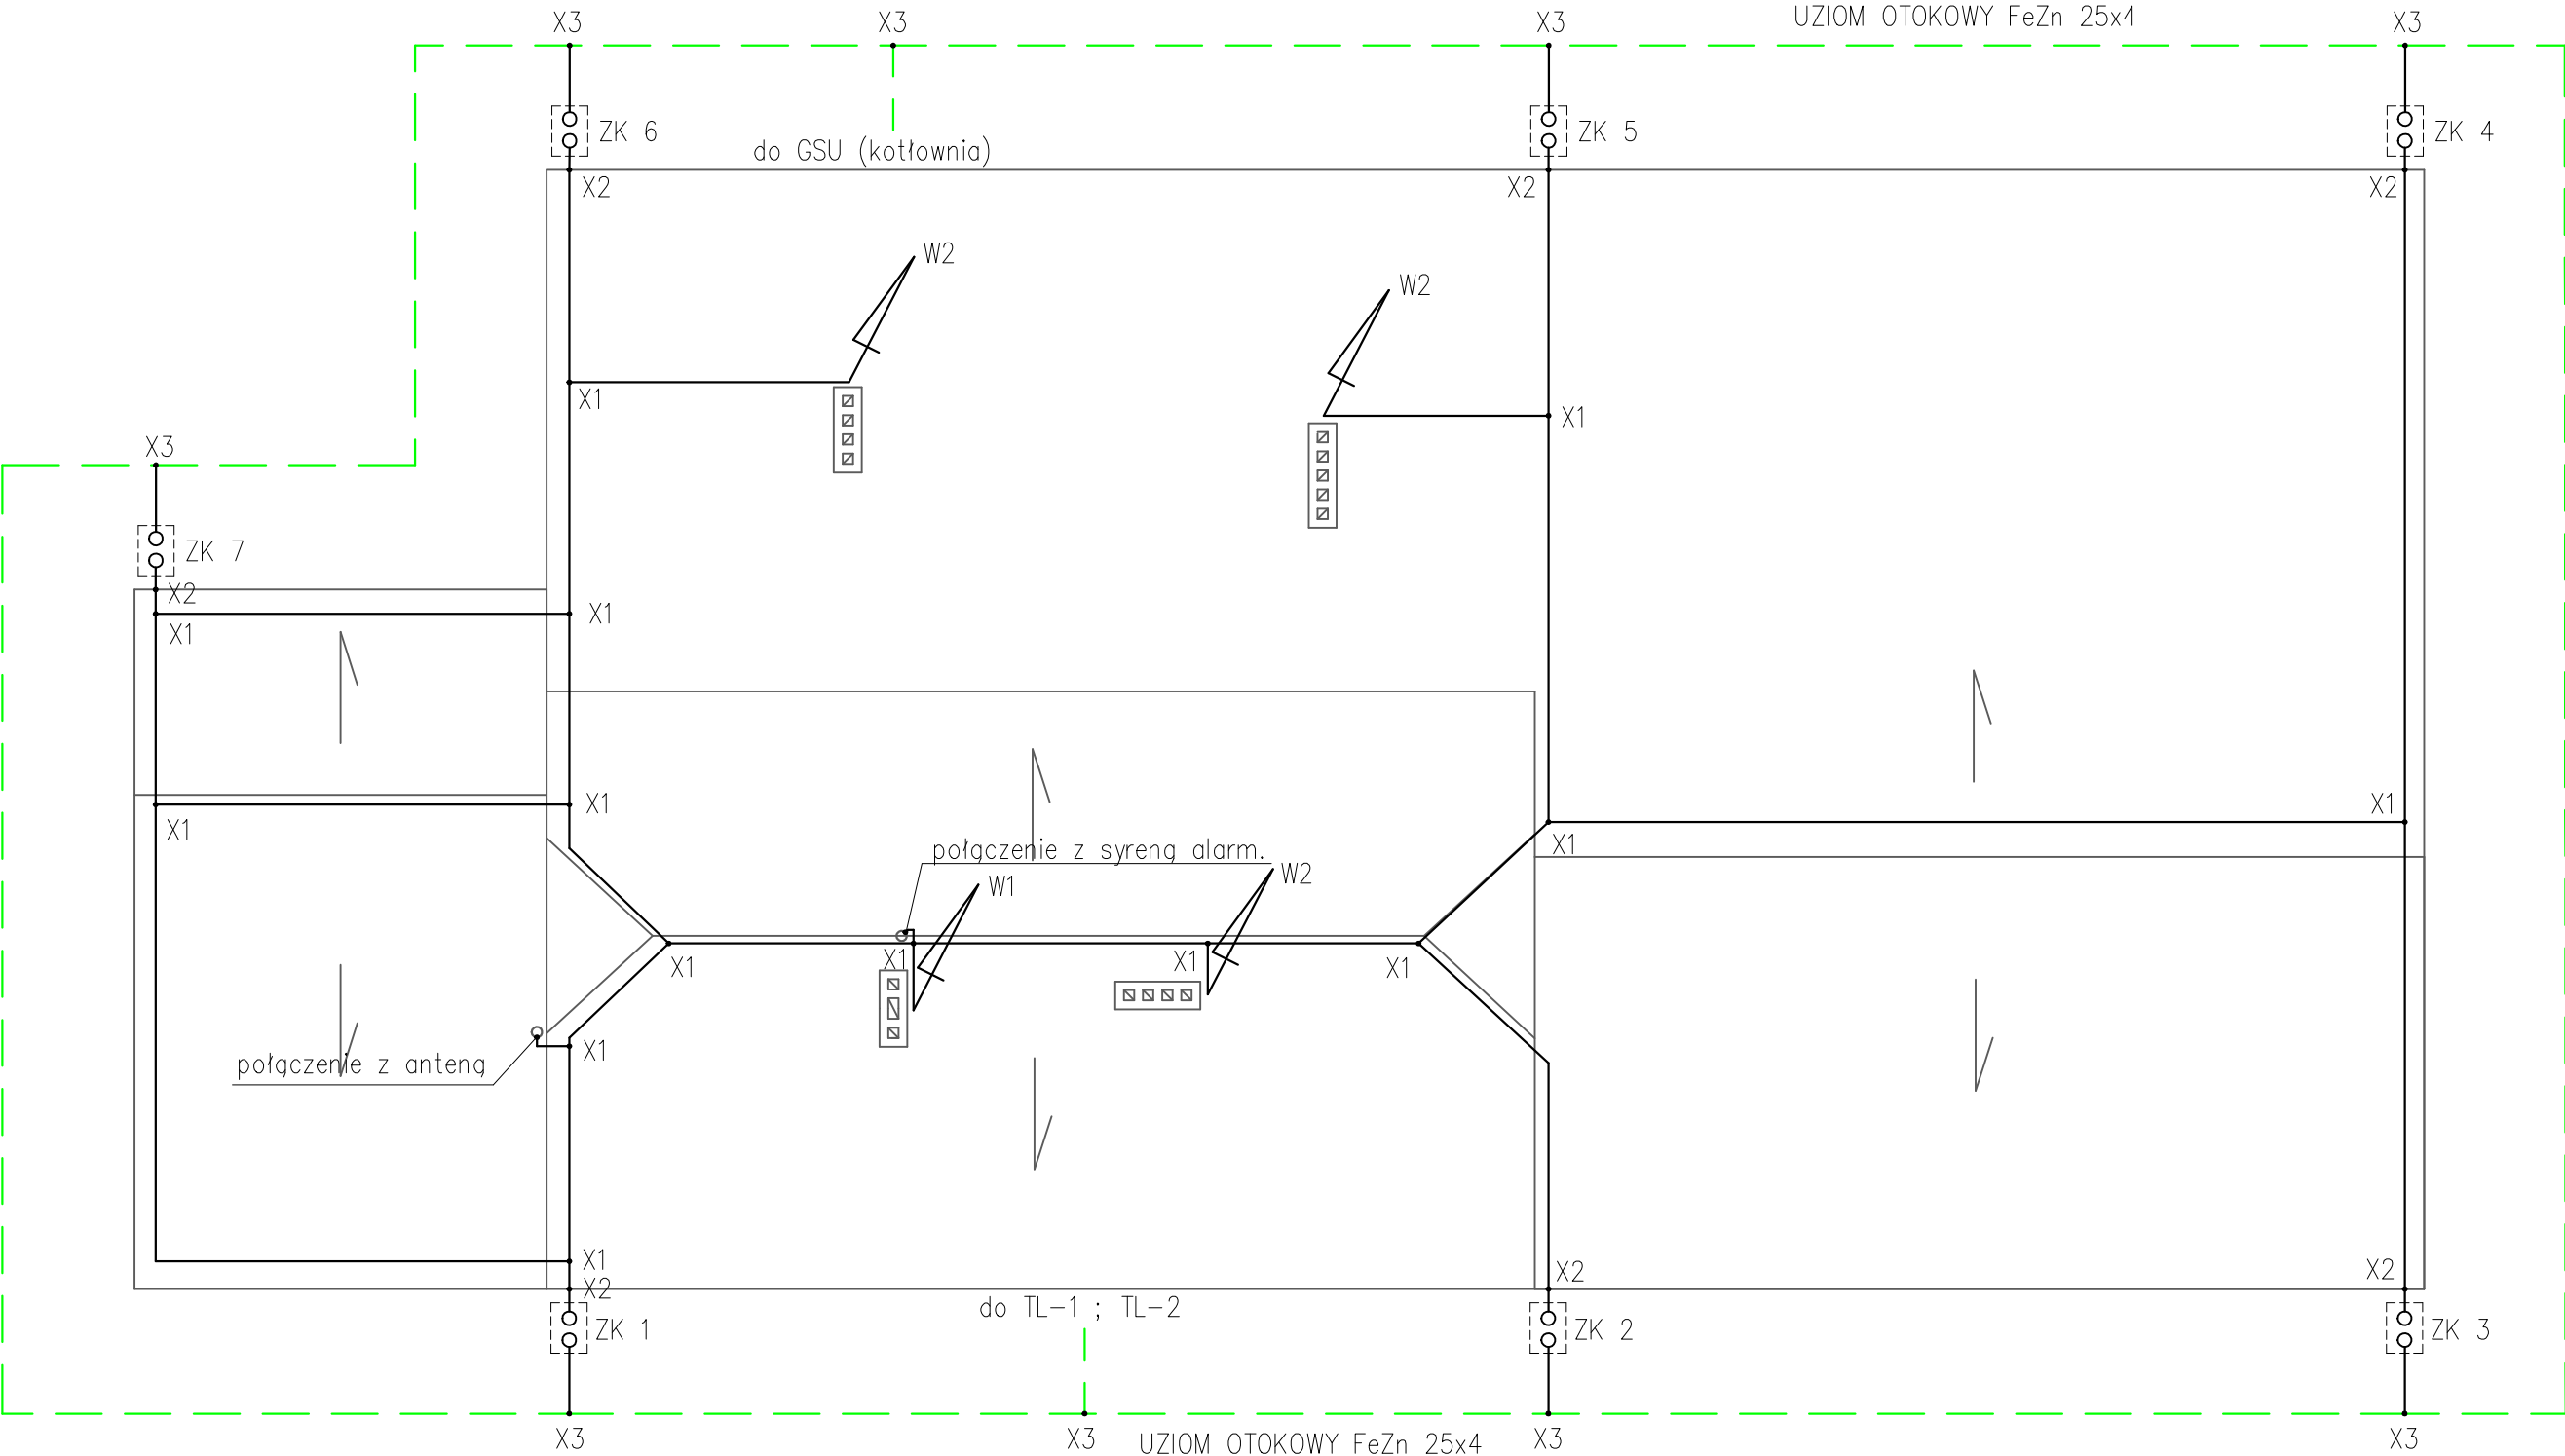 UZIOM OTOKOWY FeZn 25x4
X3
X3
X3
X3
ZK 6
ZK 5
ZK 4
do GSU (kotłownia)
X2
X2
X2
W2
W2
X1
X1
X3
ZK 7
X2
X1
X1
X1
X1
X1
X1
połączenie z syreną alarm.
W1
W2
X1
X1
X1
X1
X1
połączenie z anteną
X1
X2
X2
X1
X2
do TL-1 ; TL-2
ZK 1
ZK 2
ZK 3
X3
X3
UZIOM OTOKOWY FeZn 25x4
X3
X3